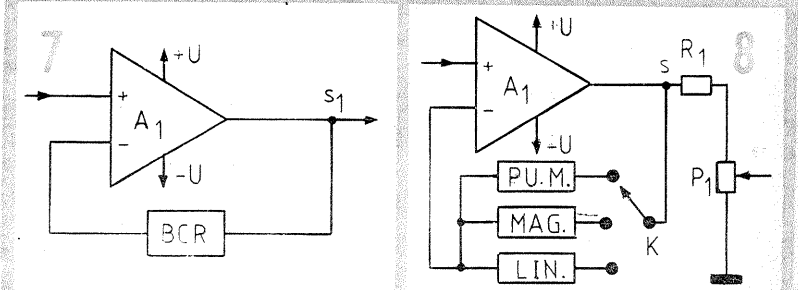 7
+U
+
A1
S1
-
-U
BCR
8
+U
+
A1
S
R1
-
-U
PU.M.
P1
MAG.
K
LIN.